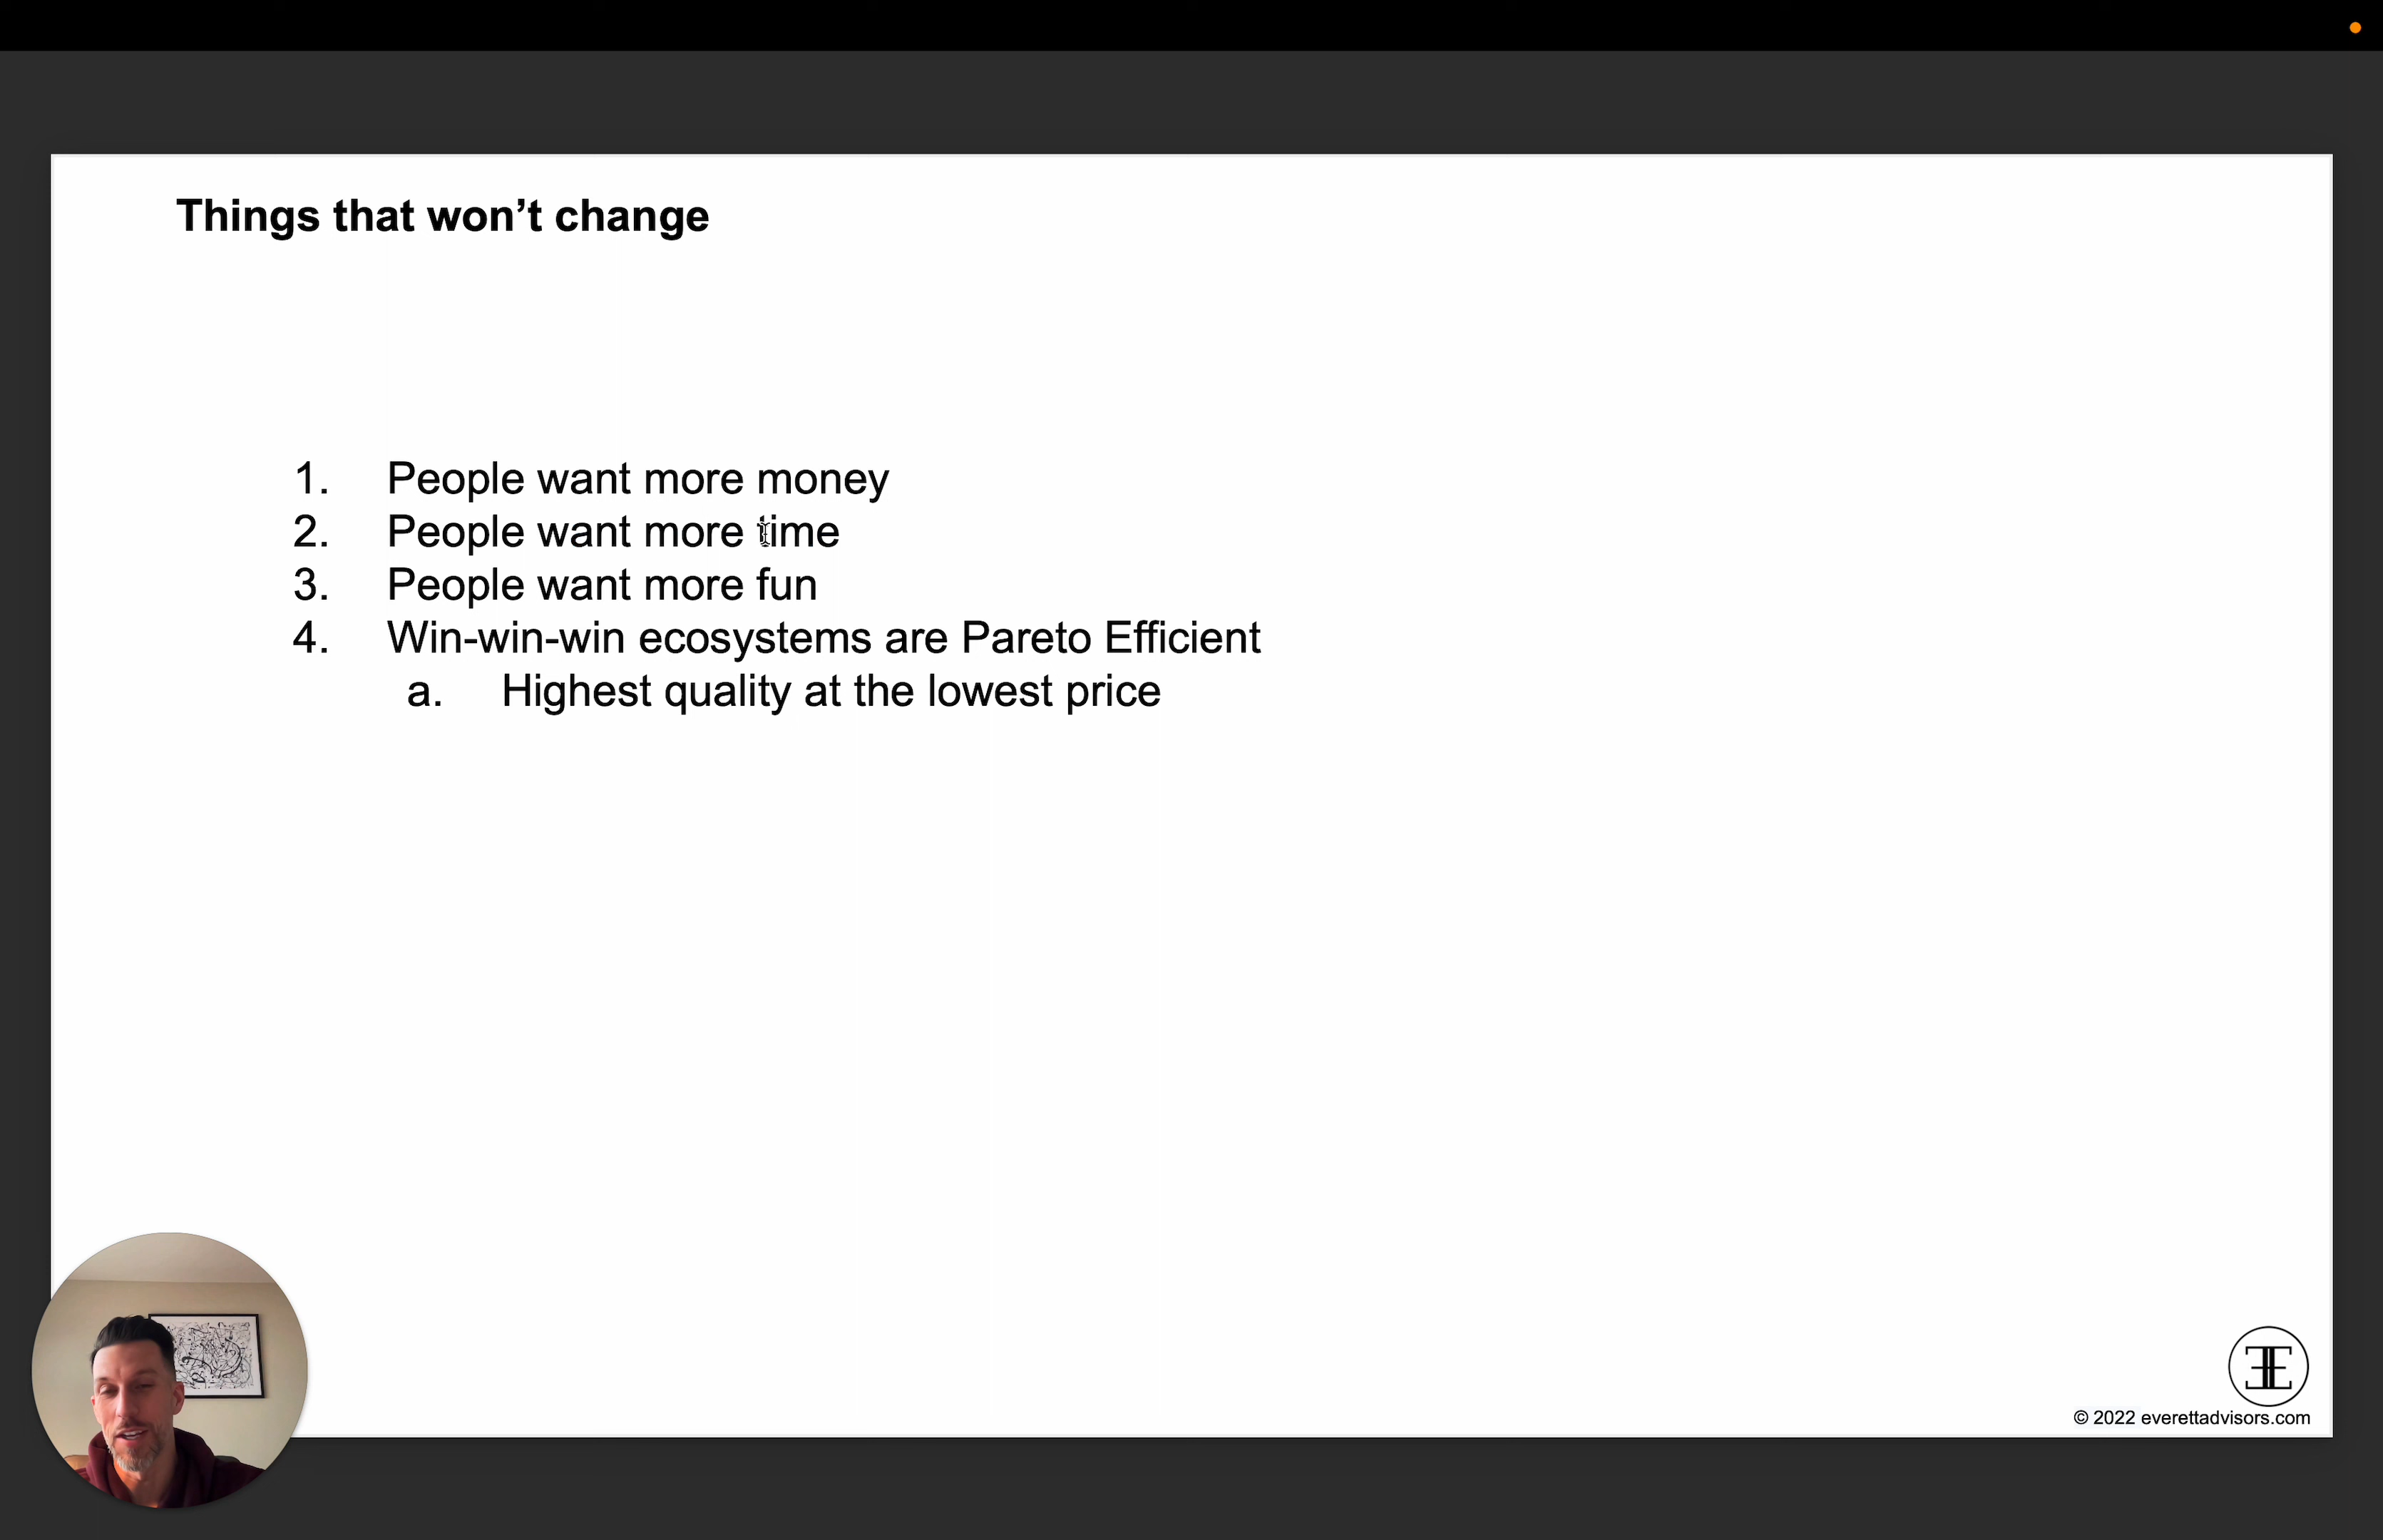 Things that won’t change
1. People want more money
2. People want more time
3. People want more fun
4. Win-win-win ecosystems are Pareto Efficient
a. Highest quality at the lowest price
© 2022 everettadvisors.com